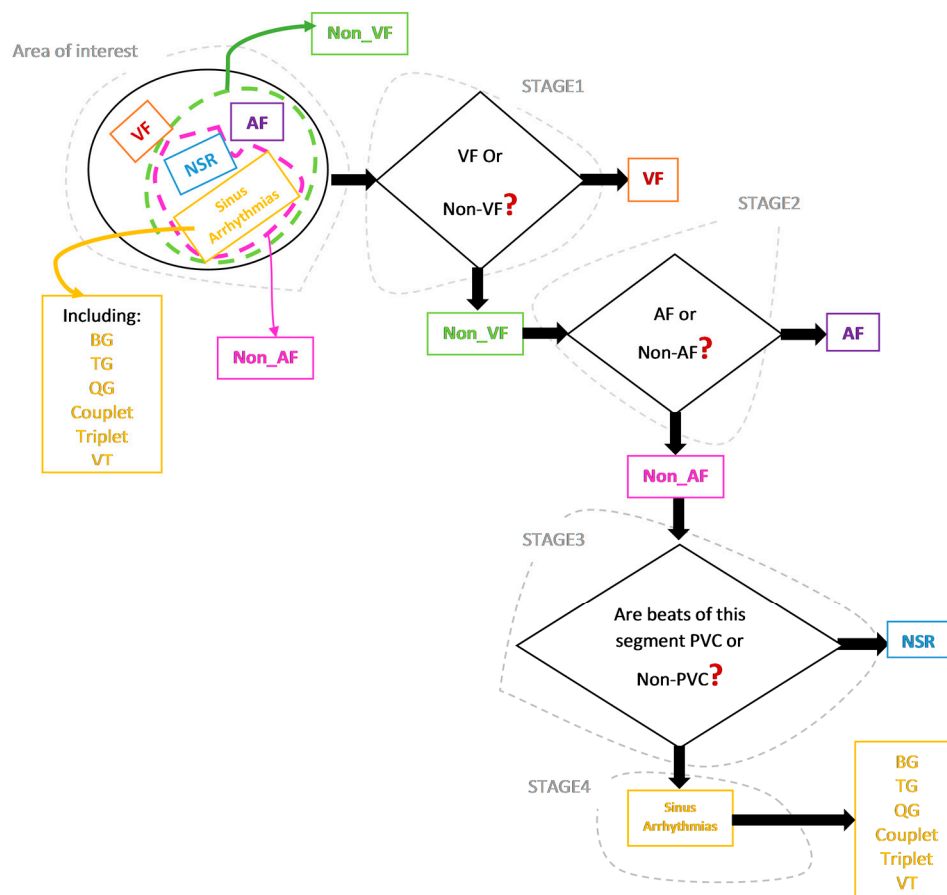 Non_VF
Area of interest
VF
AF
NSR
Sinus
Arrhythmias
STAGE1
VF Or
Non-VF?
VF
STAGE2
Including:
BG
TG
QG
Couplet
Triplet
VT
Non_AF
Non_VF
AF or
Non-AF?
AF
Non_AF
STAGE3
Are beats of this
segment PVC or
Non-PVC?
NSR
STAGE4
Sinus
Arrhythmias
BG
TG
QG
Couplet
Triplet
VT